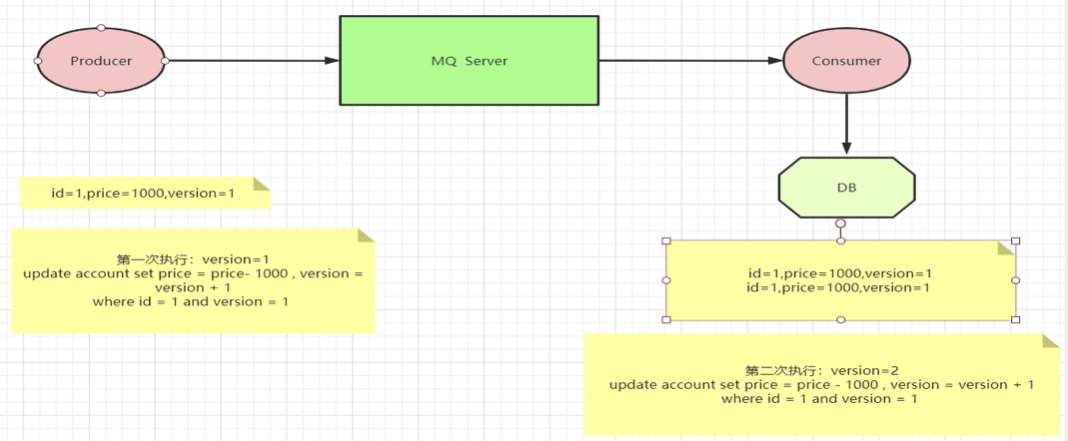 Producer
MQ Server
Consumer
DB
id=1,price=1000,version=1
第一次执行：version=1
update account set price = price- 1000 , version =
version + 1
where id = 1 and version = 1
id=1,price=1000,version=1
id=1,price=1000,version=1
第二次执行：version=2
update account set price = price - 1000 , version = version + 1
where id = 1 and version = 1